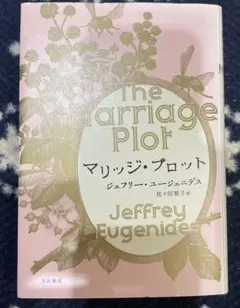 The
Marriage
Plot
マリッジ・プロット
ジェフリー・ユージェニデス
佐々田雅子 訳
Jeffrey
Eugenides
早川書房